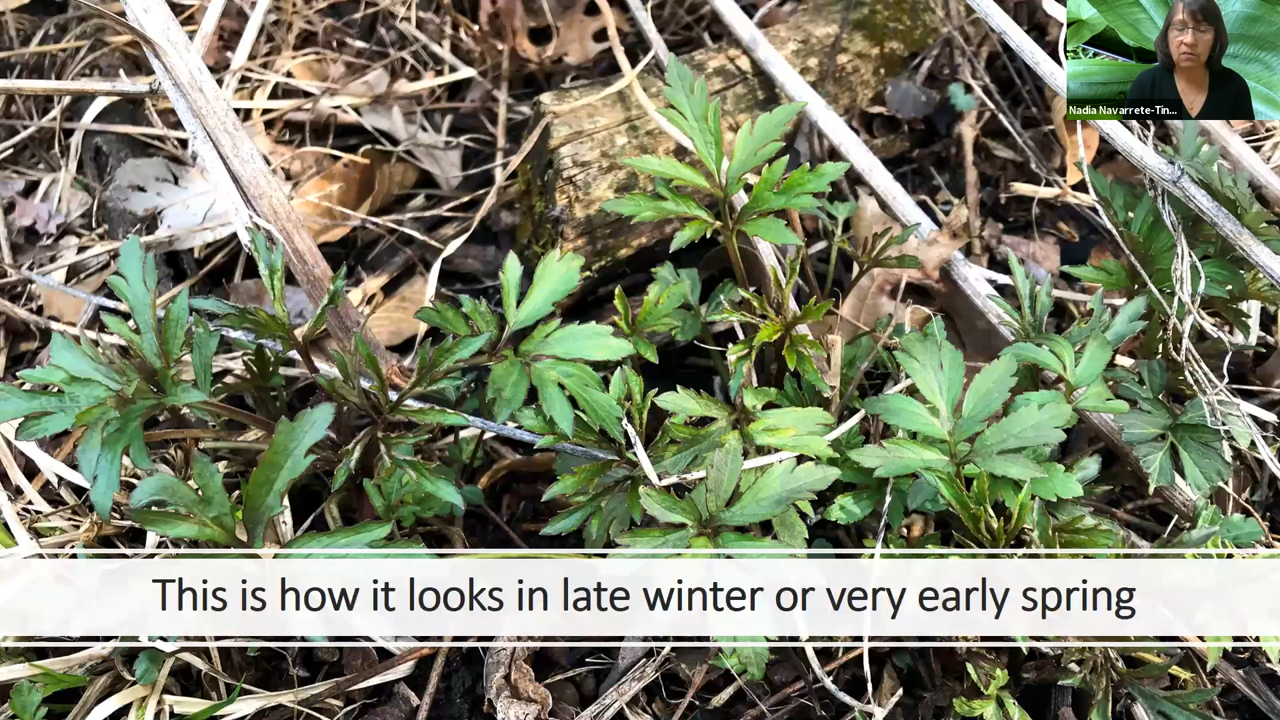 Nadia Navarrete-Tin...
This is how it looks in late winter or very early spring